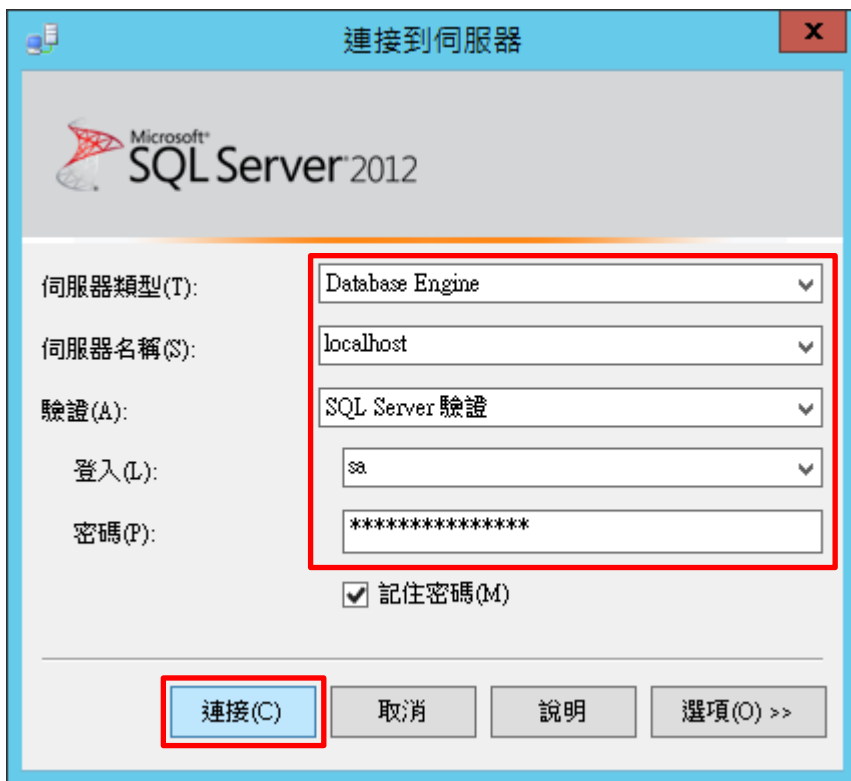 連接到伺服器
x
Microsoft®
SQL Server® 2012
伺服器類型(T):
Database Engine
伺服器名稱(S):
localhost
驗證(A):
SQL Server 驗證
登入(L):
sa
密碼(P):
***************
記住密碼(M)
連接(C)
取消
說明
選項(O) >>